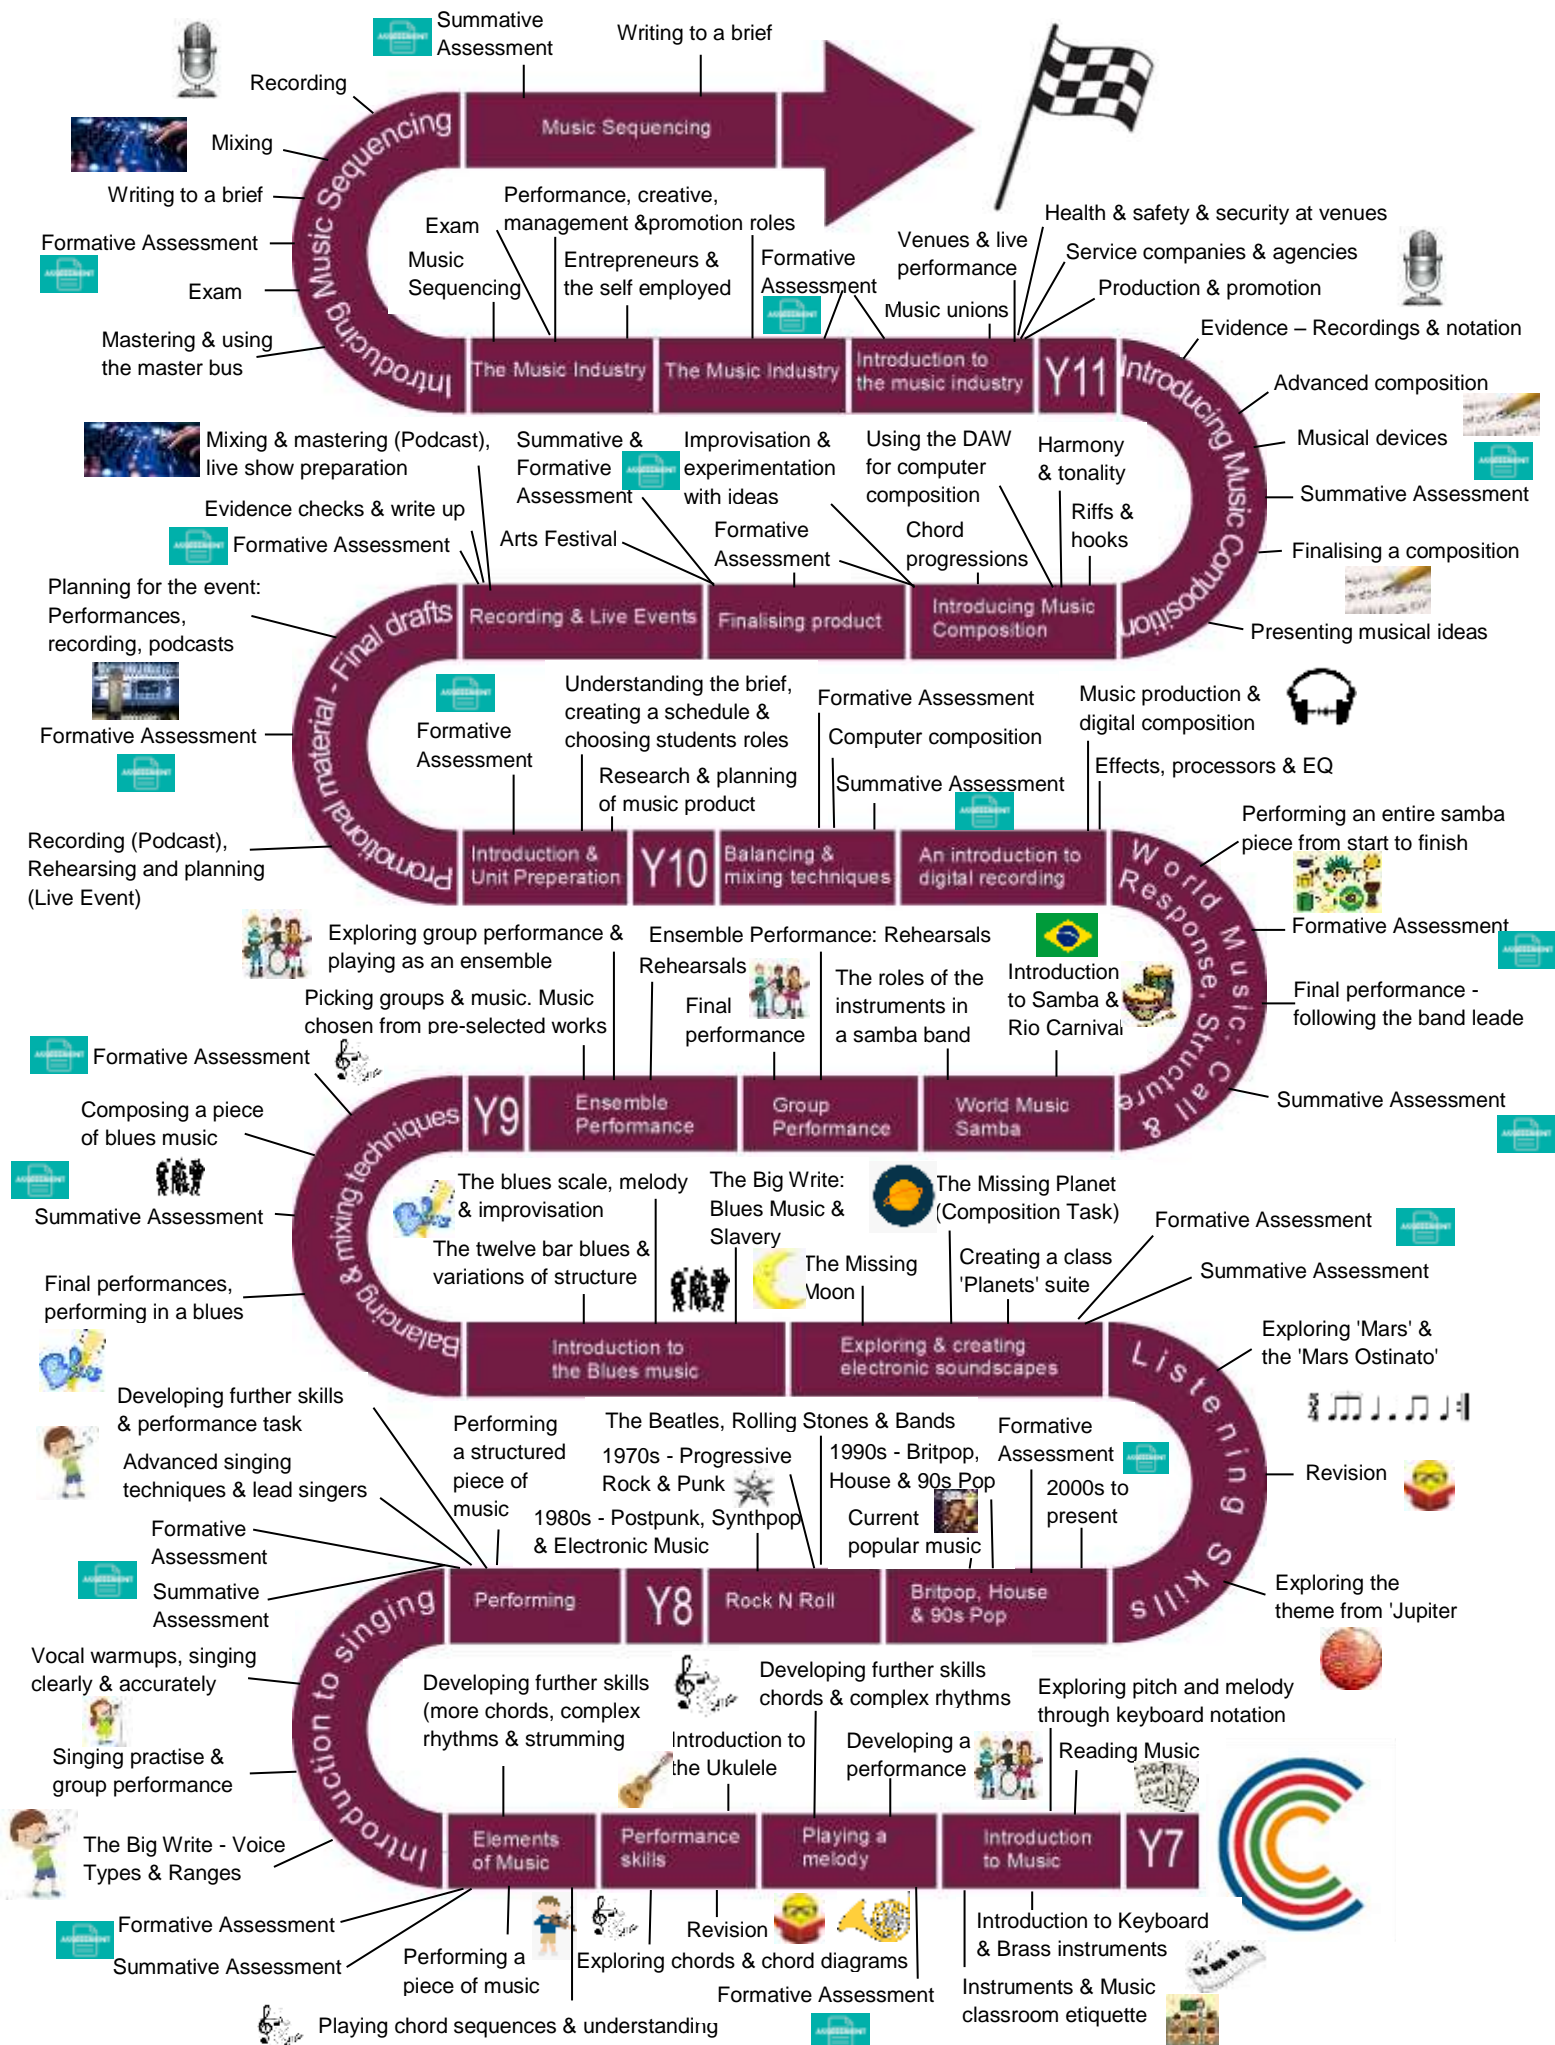 Summative
Assessment
Writing to a brief
Recording
Mixing
Writing to a brief
Formative Assessment
Exam
Mastering & using
the master bus
Introducing Music Sequencing
Music Sequencing
Performance, creative,
management &promotion roles
Exam
Music
Sequencing
Entrepreneurs &
the self employed
Formative
Assessment
Venues & live
performance
Music unions
Health & safety & security at venues
Service companies & agencies
Production & promotion
The Music Industry
The Music Industry
Introduction to
the music industry
Y11
Introducing Music Composition
Evidence – Recordings & notation
Advanced composition
Musical devices
Summative Assessment
Finalising a composition
Presenting musical ideas
Mixing & mastering (Podcast),
live show preparation
Evidence checks & write up
Formative Assessment
Summative &
Formative
Assessment
Arts Festival
Improvisation &
experimentation
with ideas
Formative
Assessment
Using the DAW
for computer
composition
Chord
progressions
Harmony
& tonality
Riffs &
hooks
Recording & Live Events
Finalising product
Introducing Music
Composition
Promotional material - Final drafts
Planning for the event:
Performances,
recording, podcasts
Formative Assessment
Recording (Podcast),
Rehearsing and planning
(Live Event)
Formative
Assessment
Understanding the brief,
creating a schedule &
choosing students roles
Research & planning
of music product
Formative Assessment
Computer composition
Summative Assessment
Music production &
digital composition
Effects, processors & EQ
Introduction &
Unit Preperation
Y10
Balancing &
mixing techniques
An introduction to
digital recording
World Music: Call &
Response, Structure
Performing an entire samba
piece from start to finish
Formative Assessment
Final performance -
following the band leade
Summative Assessment
Exploring group performance &
playing as an ensemble
Picking groups & music. Music
chosen from pre-selected works
Ensemble Performance: Rehearsals
Rehearsals
Final
performance
The roles of the
instruments in
a samba band
Introduction
to Samba &
Rio Carnival
Y9
Ensemble
Performance
Group
Performance
World Music
Samba
Balancing & mixing techniques
Formative Assessment
Composing a piece
of blues music
Summative Assessment
Final performances,
performing in a blues
The blues scale, melody
& improvisation
The twelve bar blues &
variations of structure
The Big Write:
Blues Music &
Slavery
The Missing
Moon
The Missing Planet
(Composition Task)
Creating a class
'Planets' suite
Formative Assessment
Summative Assessment
Introduction to
the Blues music
Exploring & creating
electronic soundscapes
Listening Skills
Exploring 'Mars' &
the 'Mars Ostinato'
Revision
Exploring the
theme from 'Jupiter
Developing further skills
& performance task
Advanced singing
techniques & lead singers
Formative
Assessment
Summative
Assessment
Performing
a structured
piece of
music
The Beatles, Rolling Stones & Bands
1970s - Progressive
Rock & Punk
1980s - Postpunk, Synthpop
& Electronic Music
1990s - Britpop,
House & 90s Pop
Current
popular music
Formative
Assessment
2000s to
present
Performing
Y8
Rock N Roll
Britpop, House
& 90s Pop
Introduction to singing
Vocal warmups, singing
clearly & accurately
Singing practise &
group performance
The Big Write - Voice
Types & Ranges
Formative Assessment
Summative Assessment
Developing further skills
(more chords, complex
rhythms & strumming
Introduction to
the Ukulele
Developing further skills
chords & complex rhythms
Developing a
performance
Exploring pitch and melody
through keyboard notation
Reading Music
Elements
of Music
Performance
skills
Playing a
melody
Introduction
to Music
Y7
Performing a
piece of music
Playing chord sequences & understanding
Revision
Exploring chords & chord diagrams
Formative Assessment
Introduction to Keyboard
& Brass instruments
Instruments & Music
classroom etiquette